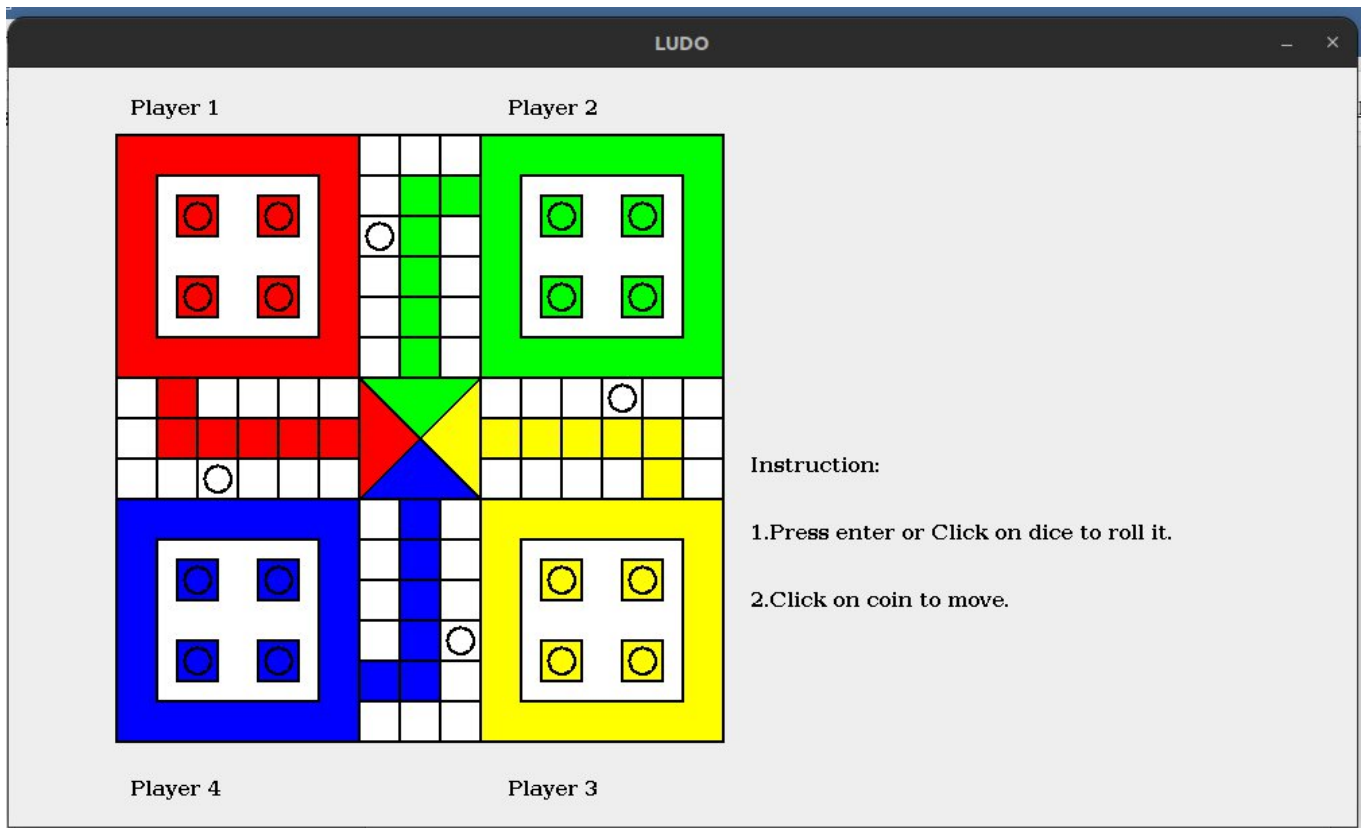 LUDO
Player 1
Player 2
Instruction:
1.Press enter or Click on dice to roll it.
2.Click on coin to move.
Player 4
Player 3